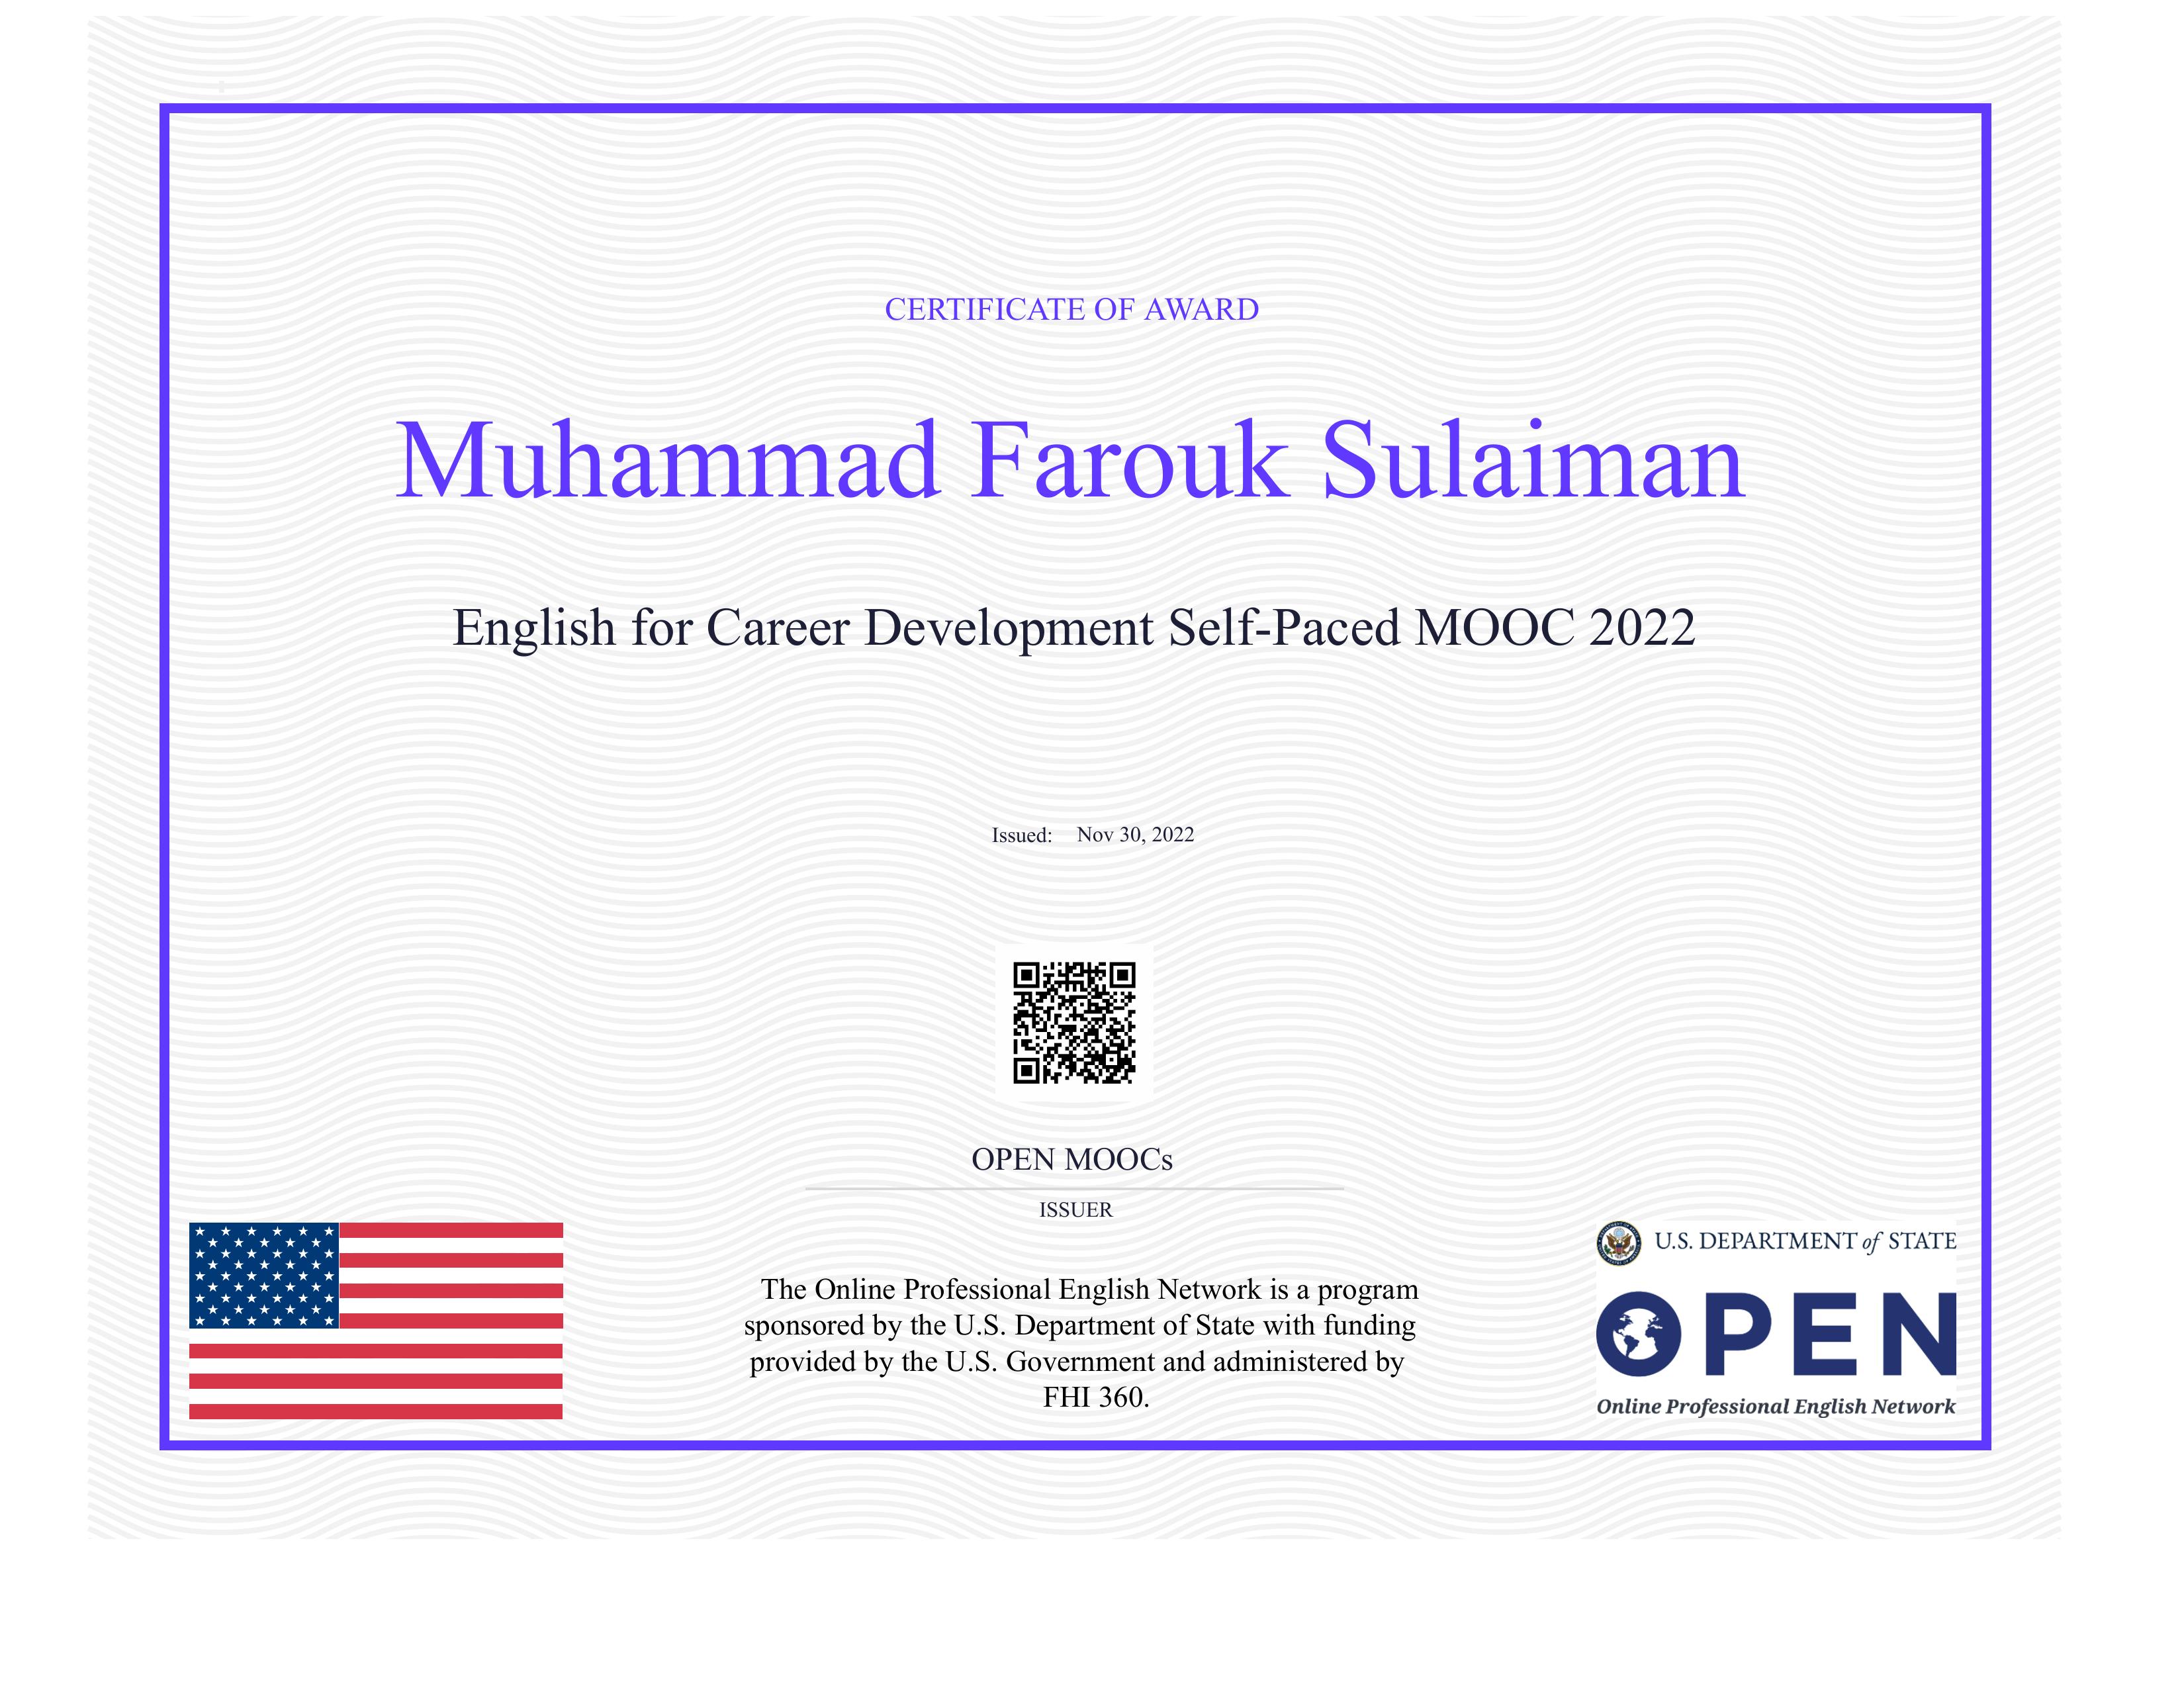 CERTIFICATE OF AWARD
Muhammad Farouk Sulaiman
English for Career Development Self-Paced MOOC 2022
Issued: Nov 30, 2022
OPEN MOOCs
ISSUER
The Online Professional English Network is a program
sponsored by the U.S. Department of State with funding
provided by the U.S. Government and administered by
FHI 360.
U.S. DEPARTMENT of STATE
OPEN
Online Professional English Network